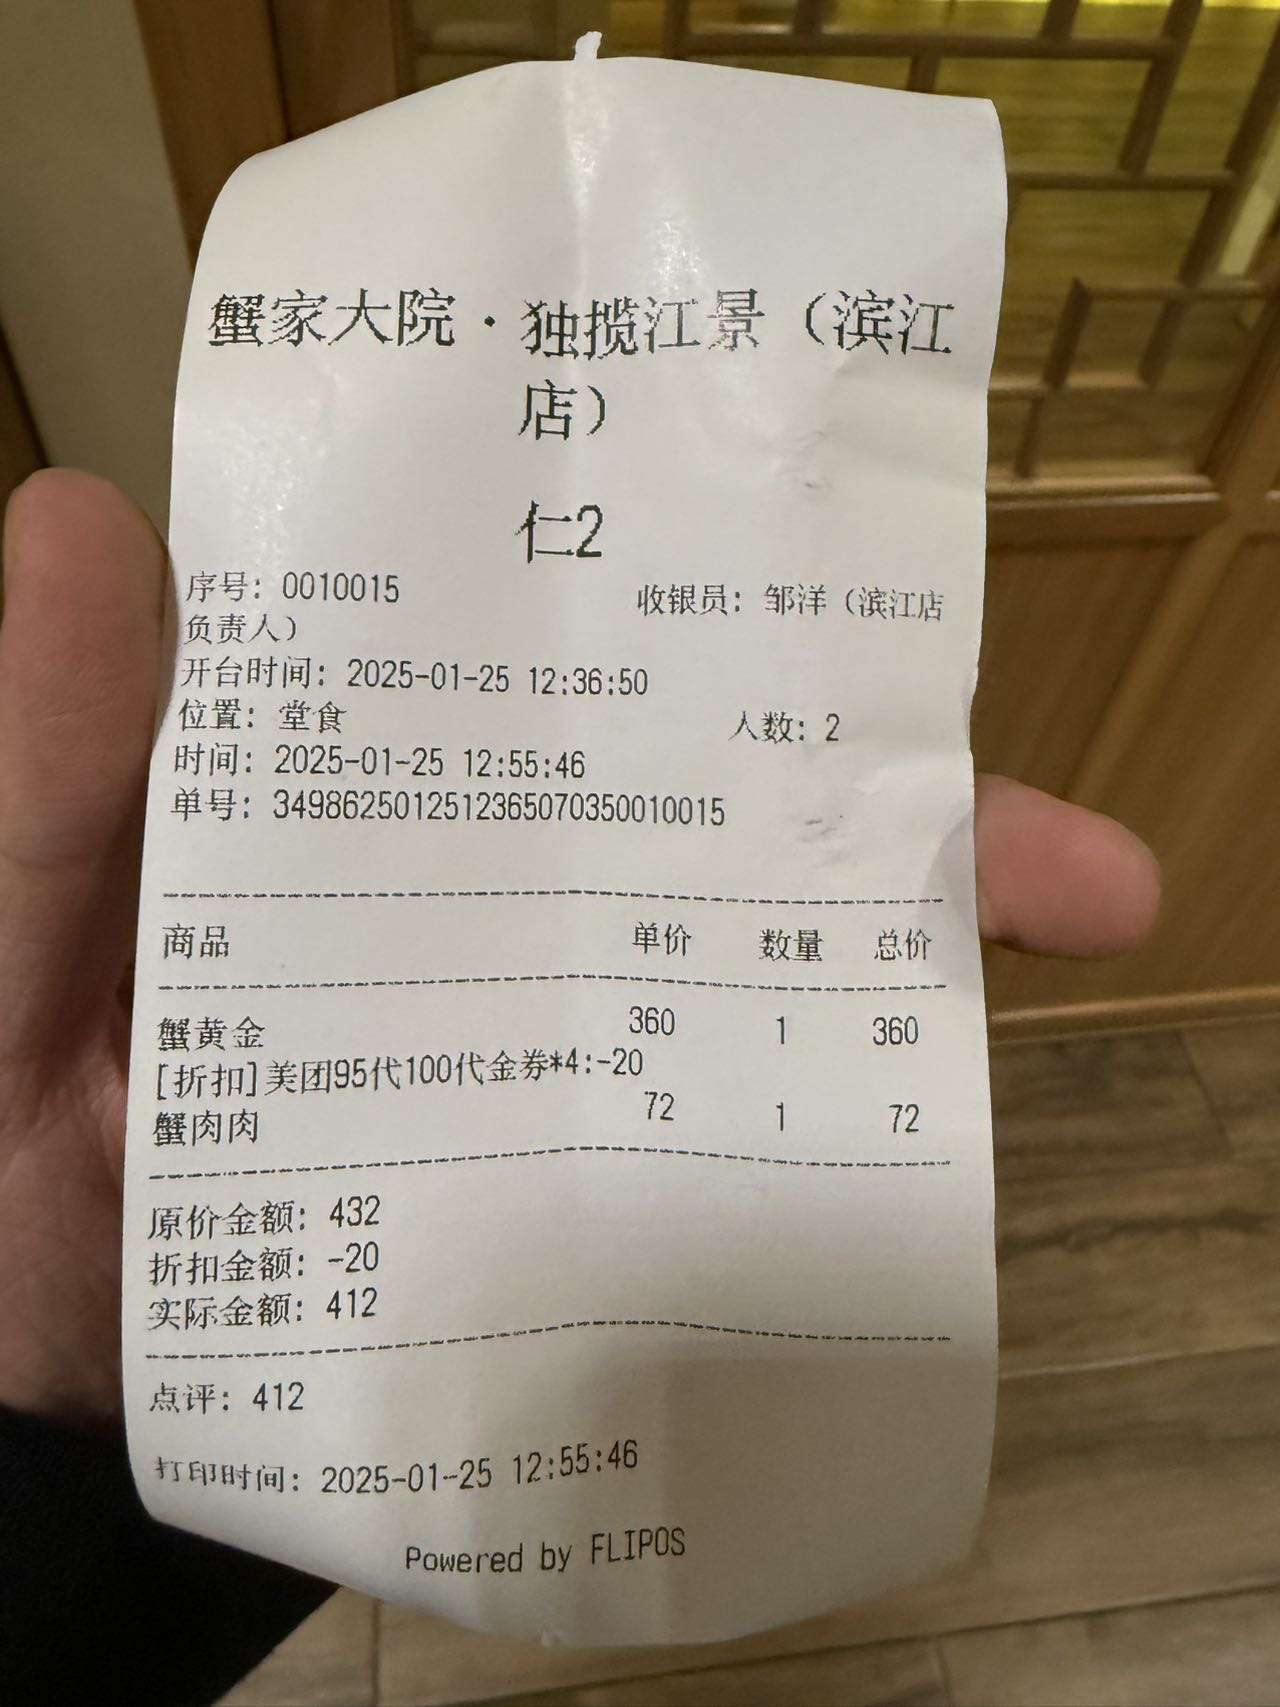 蟹家大院·独揽江景（滨江
店）
仁2
序号: 0010015 收银员: 邹洋（滨江店
负责人）
开台时间: 2025-01-25 12:36:50
位置: 堂食 人数: 2
时间: 2025-01-25 12:55:46
单号: 349862501251236507035001​0015
商品 单价 数量 总价
蟹黄金 360 1 360
[折扣]美团95代100代金券*4:-20
蟹肉肉 72 1 72
原价金额: 432
折扣金额: -20
实际金额: 412
点评: 412
打印时间: 2025-01-25 12:55:46
Powered by FLIPOS